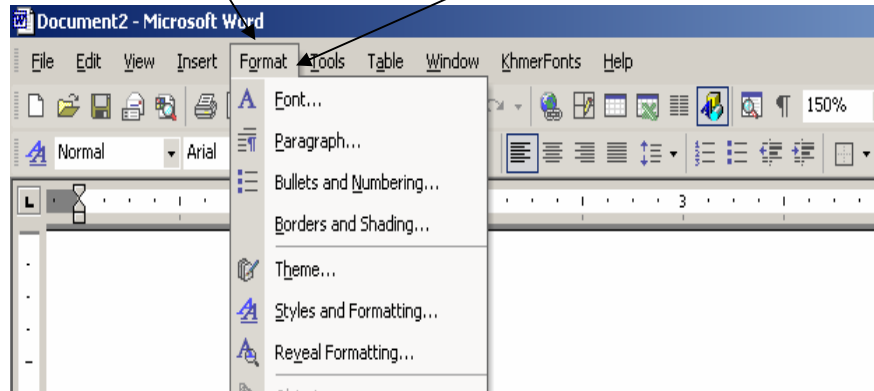 Document2 - Microsoft Word
File Edit View Insert Format Tools Table Window KhmerFonts Help
150%
Normal Arial
L 3
Font...
Paragraph...
Bullets and Numbering...
Borders and Shading...
Theme...
Styles and Formatting...
Reveal Formatting...